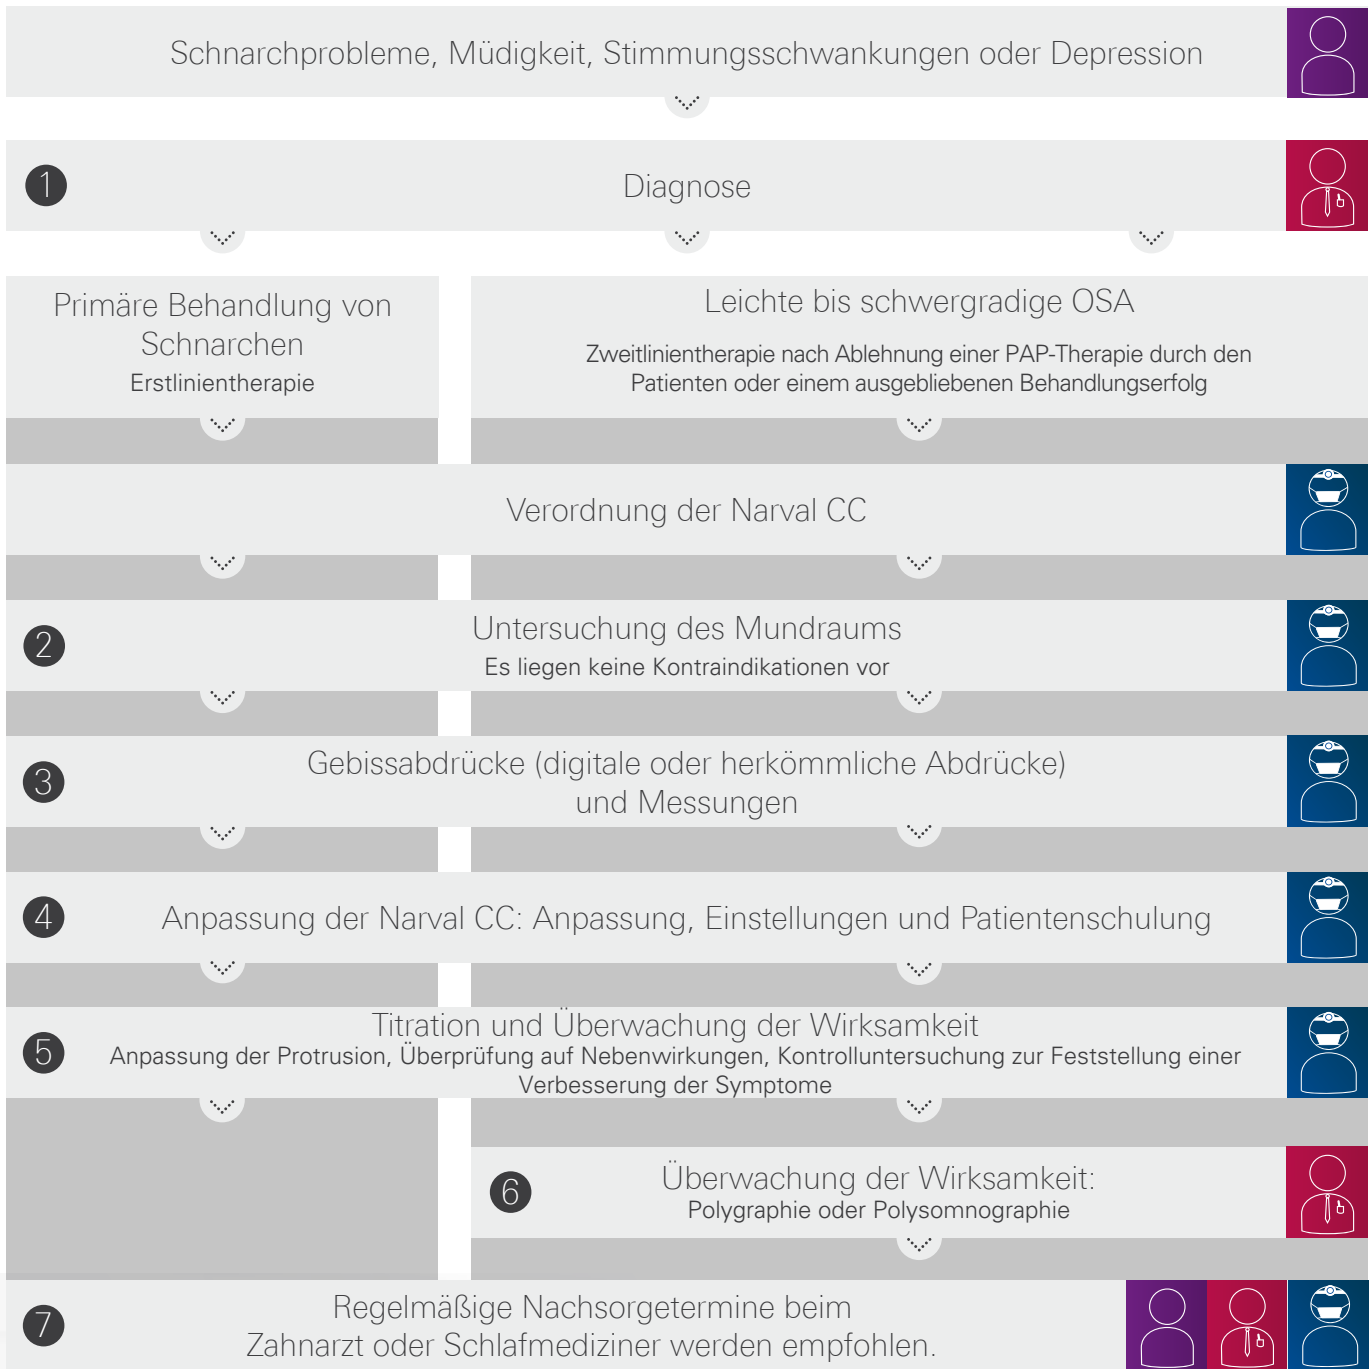 Schnarchprobleme, Müdigkeit, Stimmungsschwankungen oder Depression
1
Diagnose
Primäre Behandlung von
Schnarchen
Erstlinientherapie
Leichte bis schwergradige OSA
Zweitlinientherapie nach Ablehnung einer PAP-Therapie durch den
Patienten oder einem ausgebliebenen Behandlungserfolg
Verordnung der Narval CC
2
Untersuchung des Mundraums
Es liegen keine Kontraindikationen vor
3
Gebissabdrücke (digitale oder herkömmliche Abdrücke)
und Messungen
4
Anpassung der Narval CC: Anpassung, Einstellungen und Patientenschulung
5
Titration und Überwachung der Wirksamkeit
Anpassung der Protrusion, Überprüfung auf Nebenwirkungen, Kontrolluntersuchung zur Feststellung einer
Verbesserung der Symptome
6
Überwachung der Wirksamkeit:
Polygraphie oder Polysomnographie
7
Regelmäßige Nachsorgetermine beim
Zahnarzt oder Schlafmediziner werden empfohlen.